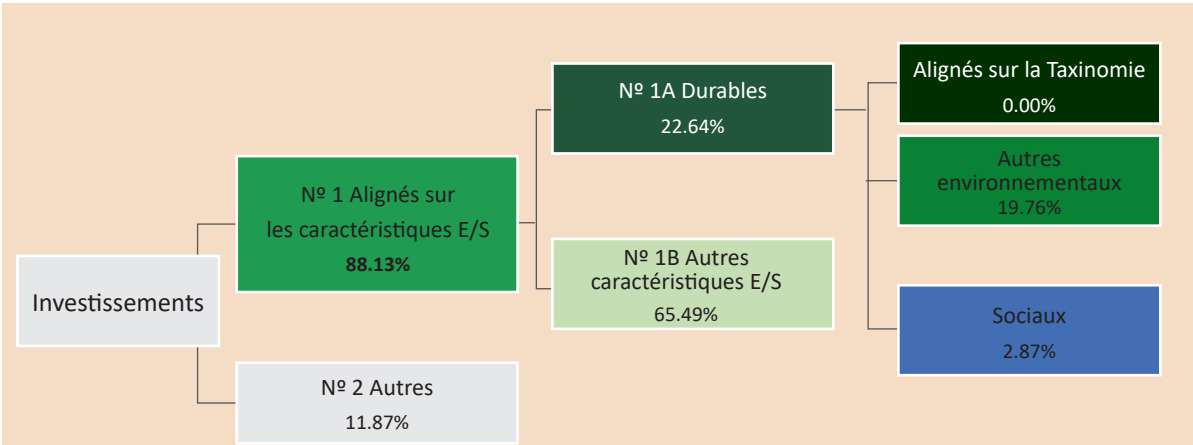 Investissements
Nº 1 Alignés sur
les caractéristiques E/S
88.13%
Nº 2 Autres
11.87%
Nº 1A Durables
22.64%
Nº 1B Autres
caractéristiques E/S
65.49%
Alignés sur la Taxinomie
0.00%
Autres
environnementaux
19.76%
Sociaux
2.87%